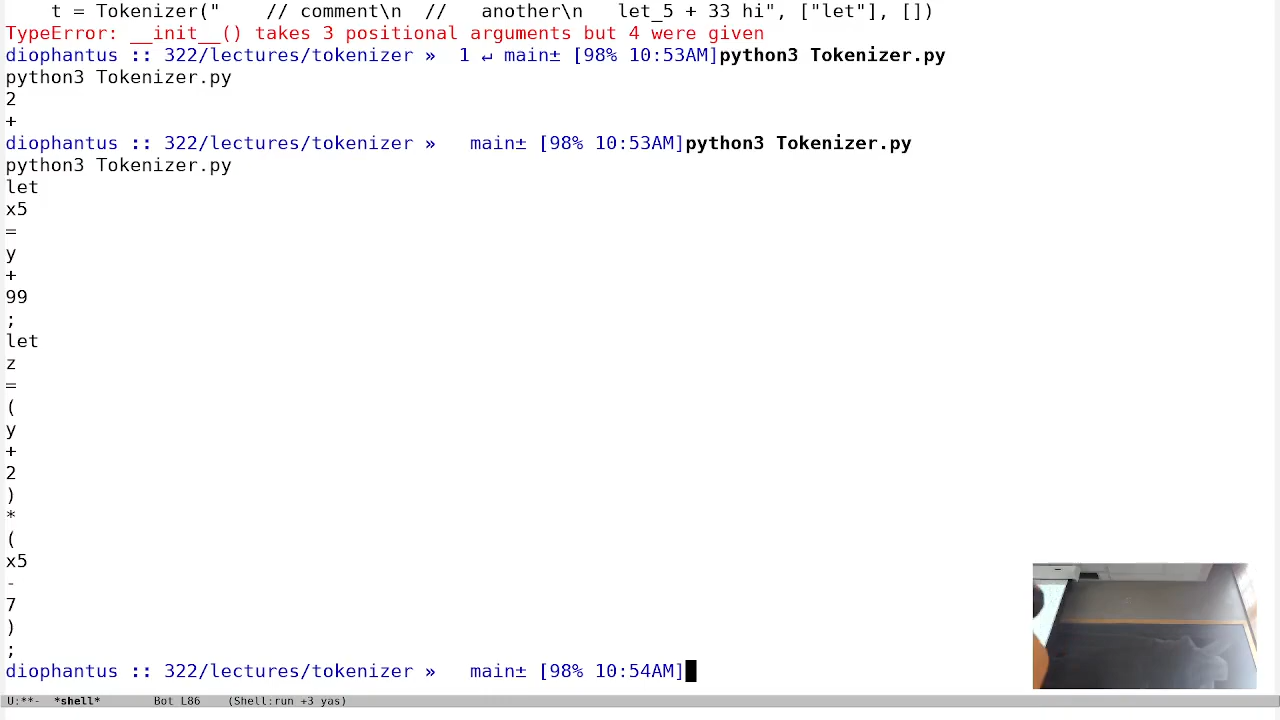 t = Tokenizer("    // comment\n  //   another\n   let_5 + 33 hi", ["let"], [])
TypeError: __init__() takes 3 positional arguments but 4 were given
diophantus :: 322/lectures/tokenizer »  1 ↵ main± [98% 10:53AM]python3 Tokenizer.py
python3 Tokenizer.py
2
+
diophantus :: 322/lectures/tokenizer »   main± [98% 10:53AM]python3 Tokenizer.py
python3 Tokenizer.py
let
x5
=
y
+
99
;
let
z
=
(
y
+
2
)
*
(
x5
-
7
)
;
diophantus :: 322/lectures/tokenizer »   main± [98% 10:54AM]
U:**-  *shell*      Bot L86    (Shell:run +3 yas)